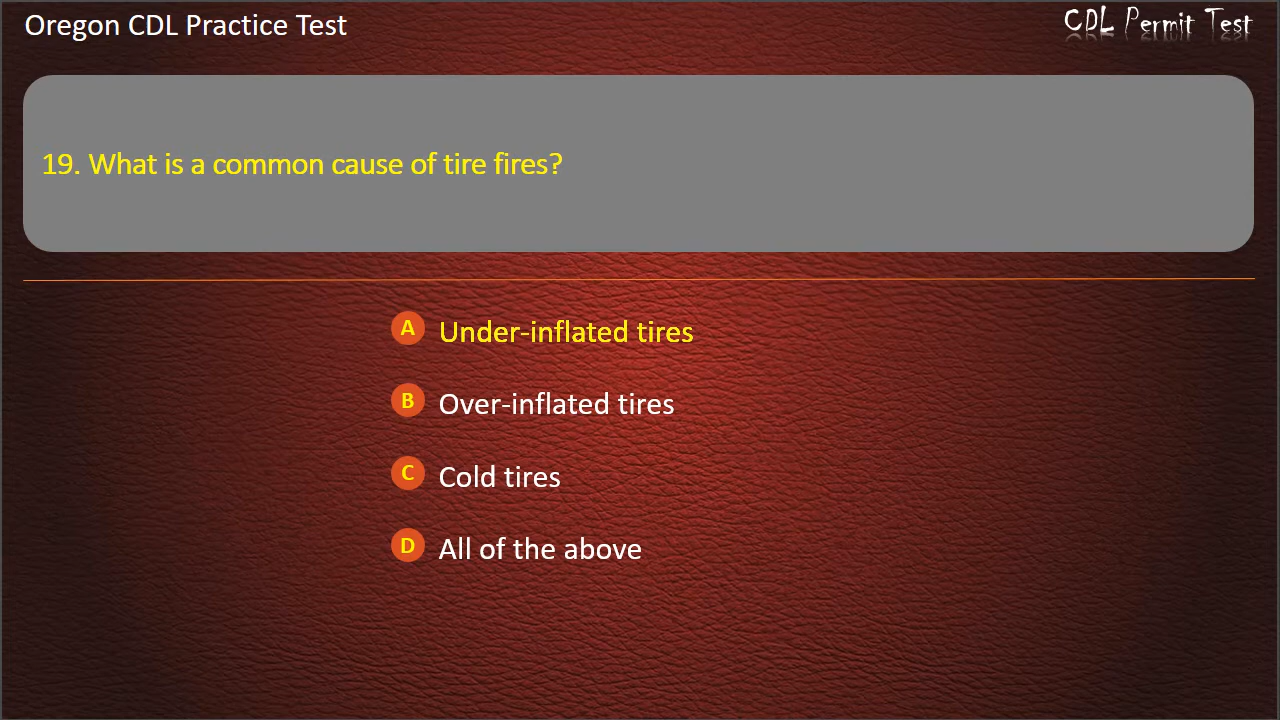 Oregon CDL Practice Test
CDL Permit Test
19. What is a common cause of tire fires?
A Under-inflated tires
B Over-inflated tires
C Cold tires
D All of the above